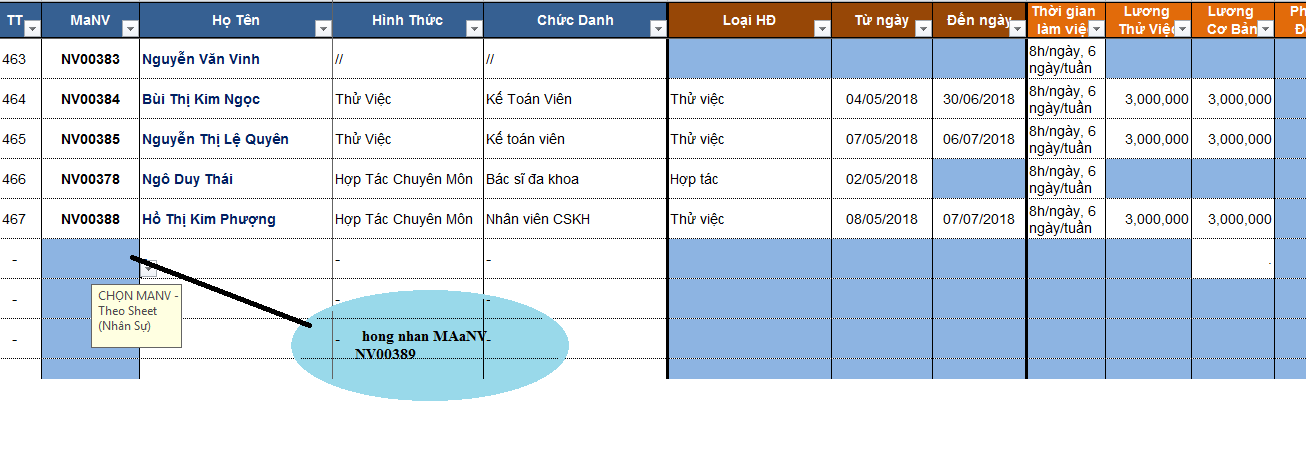 TT MaNV Họ Tên Hình Thức Chức Danh Loại HĐ Từ ngày Đến ngày Thời gian làm việ Lương Thử Việc Lương Cơ Bản Ph Đ
463 NV00383 Nguyễn Văn Vinh // // 8h/ngày, 6 ngày/tuần
464 NV00384 Bùi Thị Kim Ngọc Thử Việc Kế Toán Viên Thử việc 04/05/2018 30/06/2018 8h/ngày, 6 ngày/tuần 3,000,000 3,000,000
465 NV00385 Nguyễn Thị Lệ Quyên Thử Việc Kế toán viên Thử việc 07/05/2018 06/07/2018 8h/ngày, 6 ngày/tuần 3,000,000 3,000,000
466 NV00378 Ngô Duy Thái Hợp Tác Chuyên Môn Bác sĩ đa khoa Hợp tác 02/05/2018 8h/ngày, 6 ngày/tuần
467 NV00388 Hồ Thị Kim Phượng Hợp Tác Chuyên Môn Nhân viên CSKH Thử việc 08/05/2018 07/07/2018 8h/ngày, 6 ngày/tuần 3,000,000 3,000,000
- - -
- -
- - -
CHỌN MANV -
Theo Sheet
(Nhân Sự)
hong nhan MAaNV
NV00389